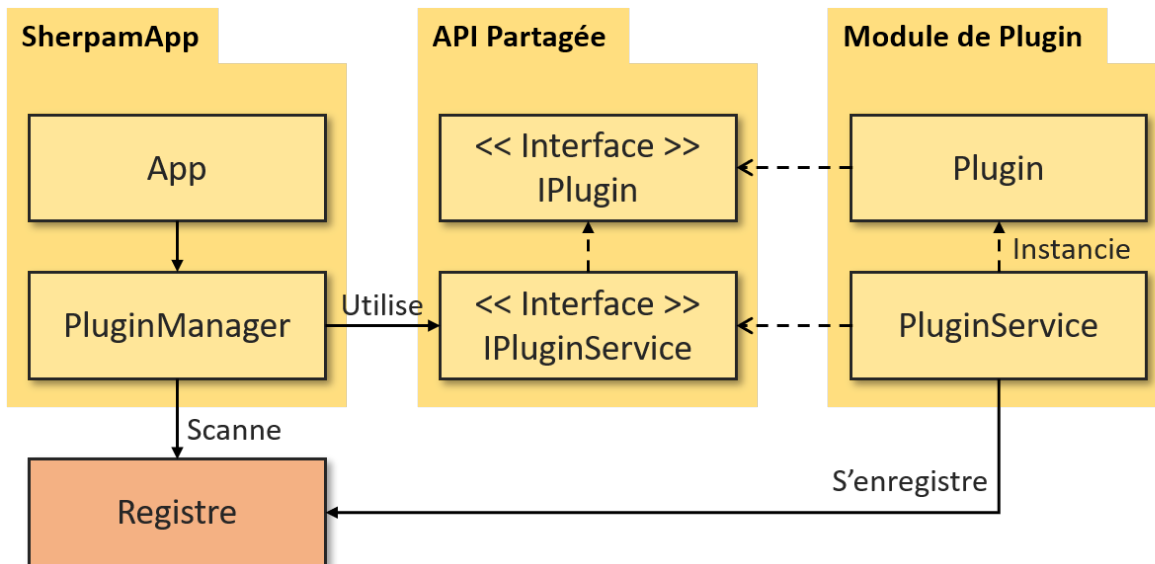 SherpamApp
API Partagée
Module de Plugin
App
<< Interface >>
IPlugin
Plugin
Instancie
PluginManager
Utilise
<< Interface >>
IPluginService
PluginService
Scanne
Registre
S’enregistre